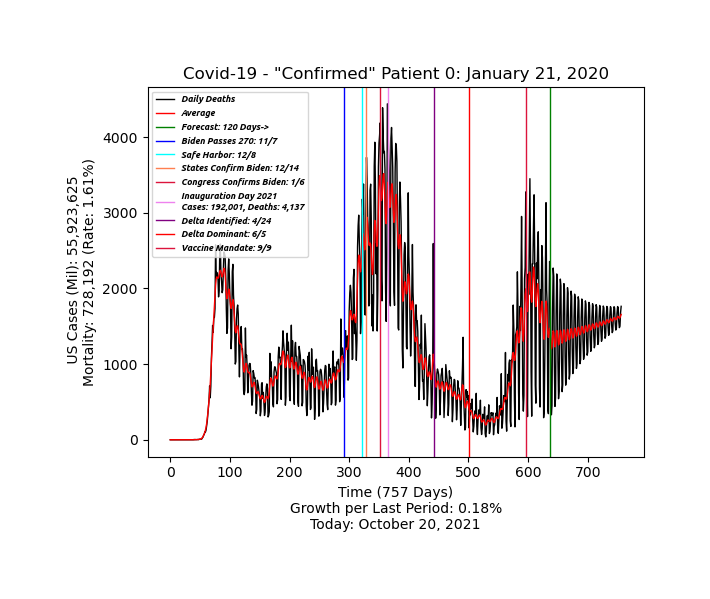 Covid-19 - "Confirmed" Patient 0: January 21, 2020
US Cases (Mil): 55,923,625
Mortality: 728,192 (Rate: 1.61%)
4000
3000
2000
1000
0
Daily Deaths
Average
Forecast: 120 Days->
Biden Passes 270: 11/7
Safe Harbor: 12/8
States Confirm Biden: 12/14
Congress Confirms Biden: 1/6
Inauguration Day 2021
Cases: 192,001, Deaths: 4,137
Delta Identified: 4/24
Delta Dominant: 6/5
Vaccine Mandate: 9/9
0 100 200 300 400 500 600 700
Time (757 Days)
Growth per Last Period: 0.18%
Today: October 20, 2021